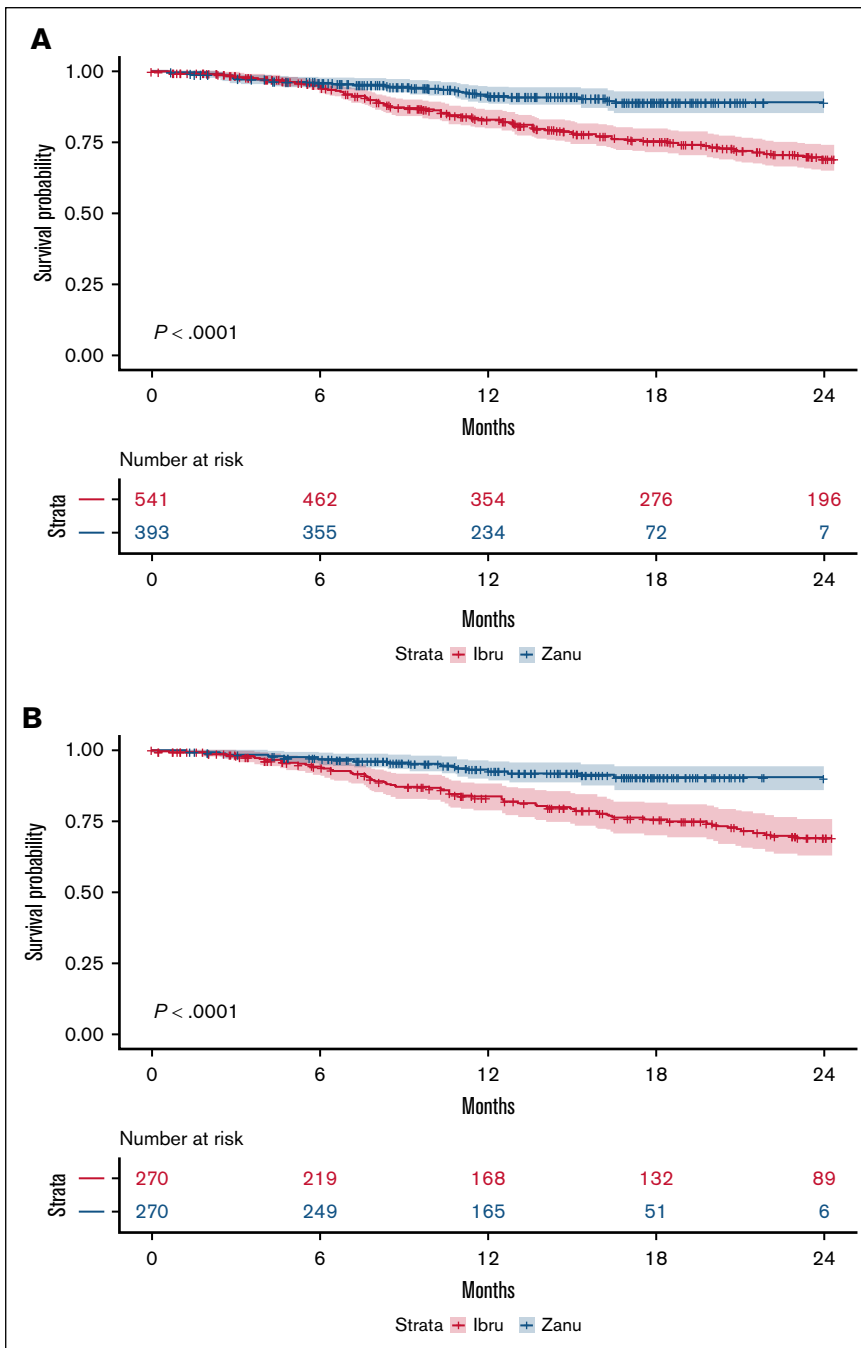 A
1.00
0.75
0.50
0.25
0.00
Survival probability
P < .0001
0 6 12 18 24
Months
Number at risk
Strata
541 462 354 276 196
393 355 234 72 7
0 6 12 18 24
Months
Strata Ibru Zanu
B
1.00
0.75
0.50
0.25
0.00
Survival probability
P < .0001
0 6 12 18 24
Months
Number at risk
Strata
270 219 168 132 89
270 249 165 51 6
0 6 12 18 24
Months
Strata Ibru Zanu